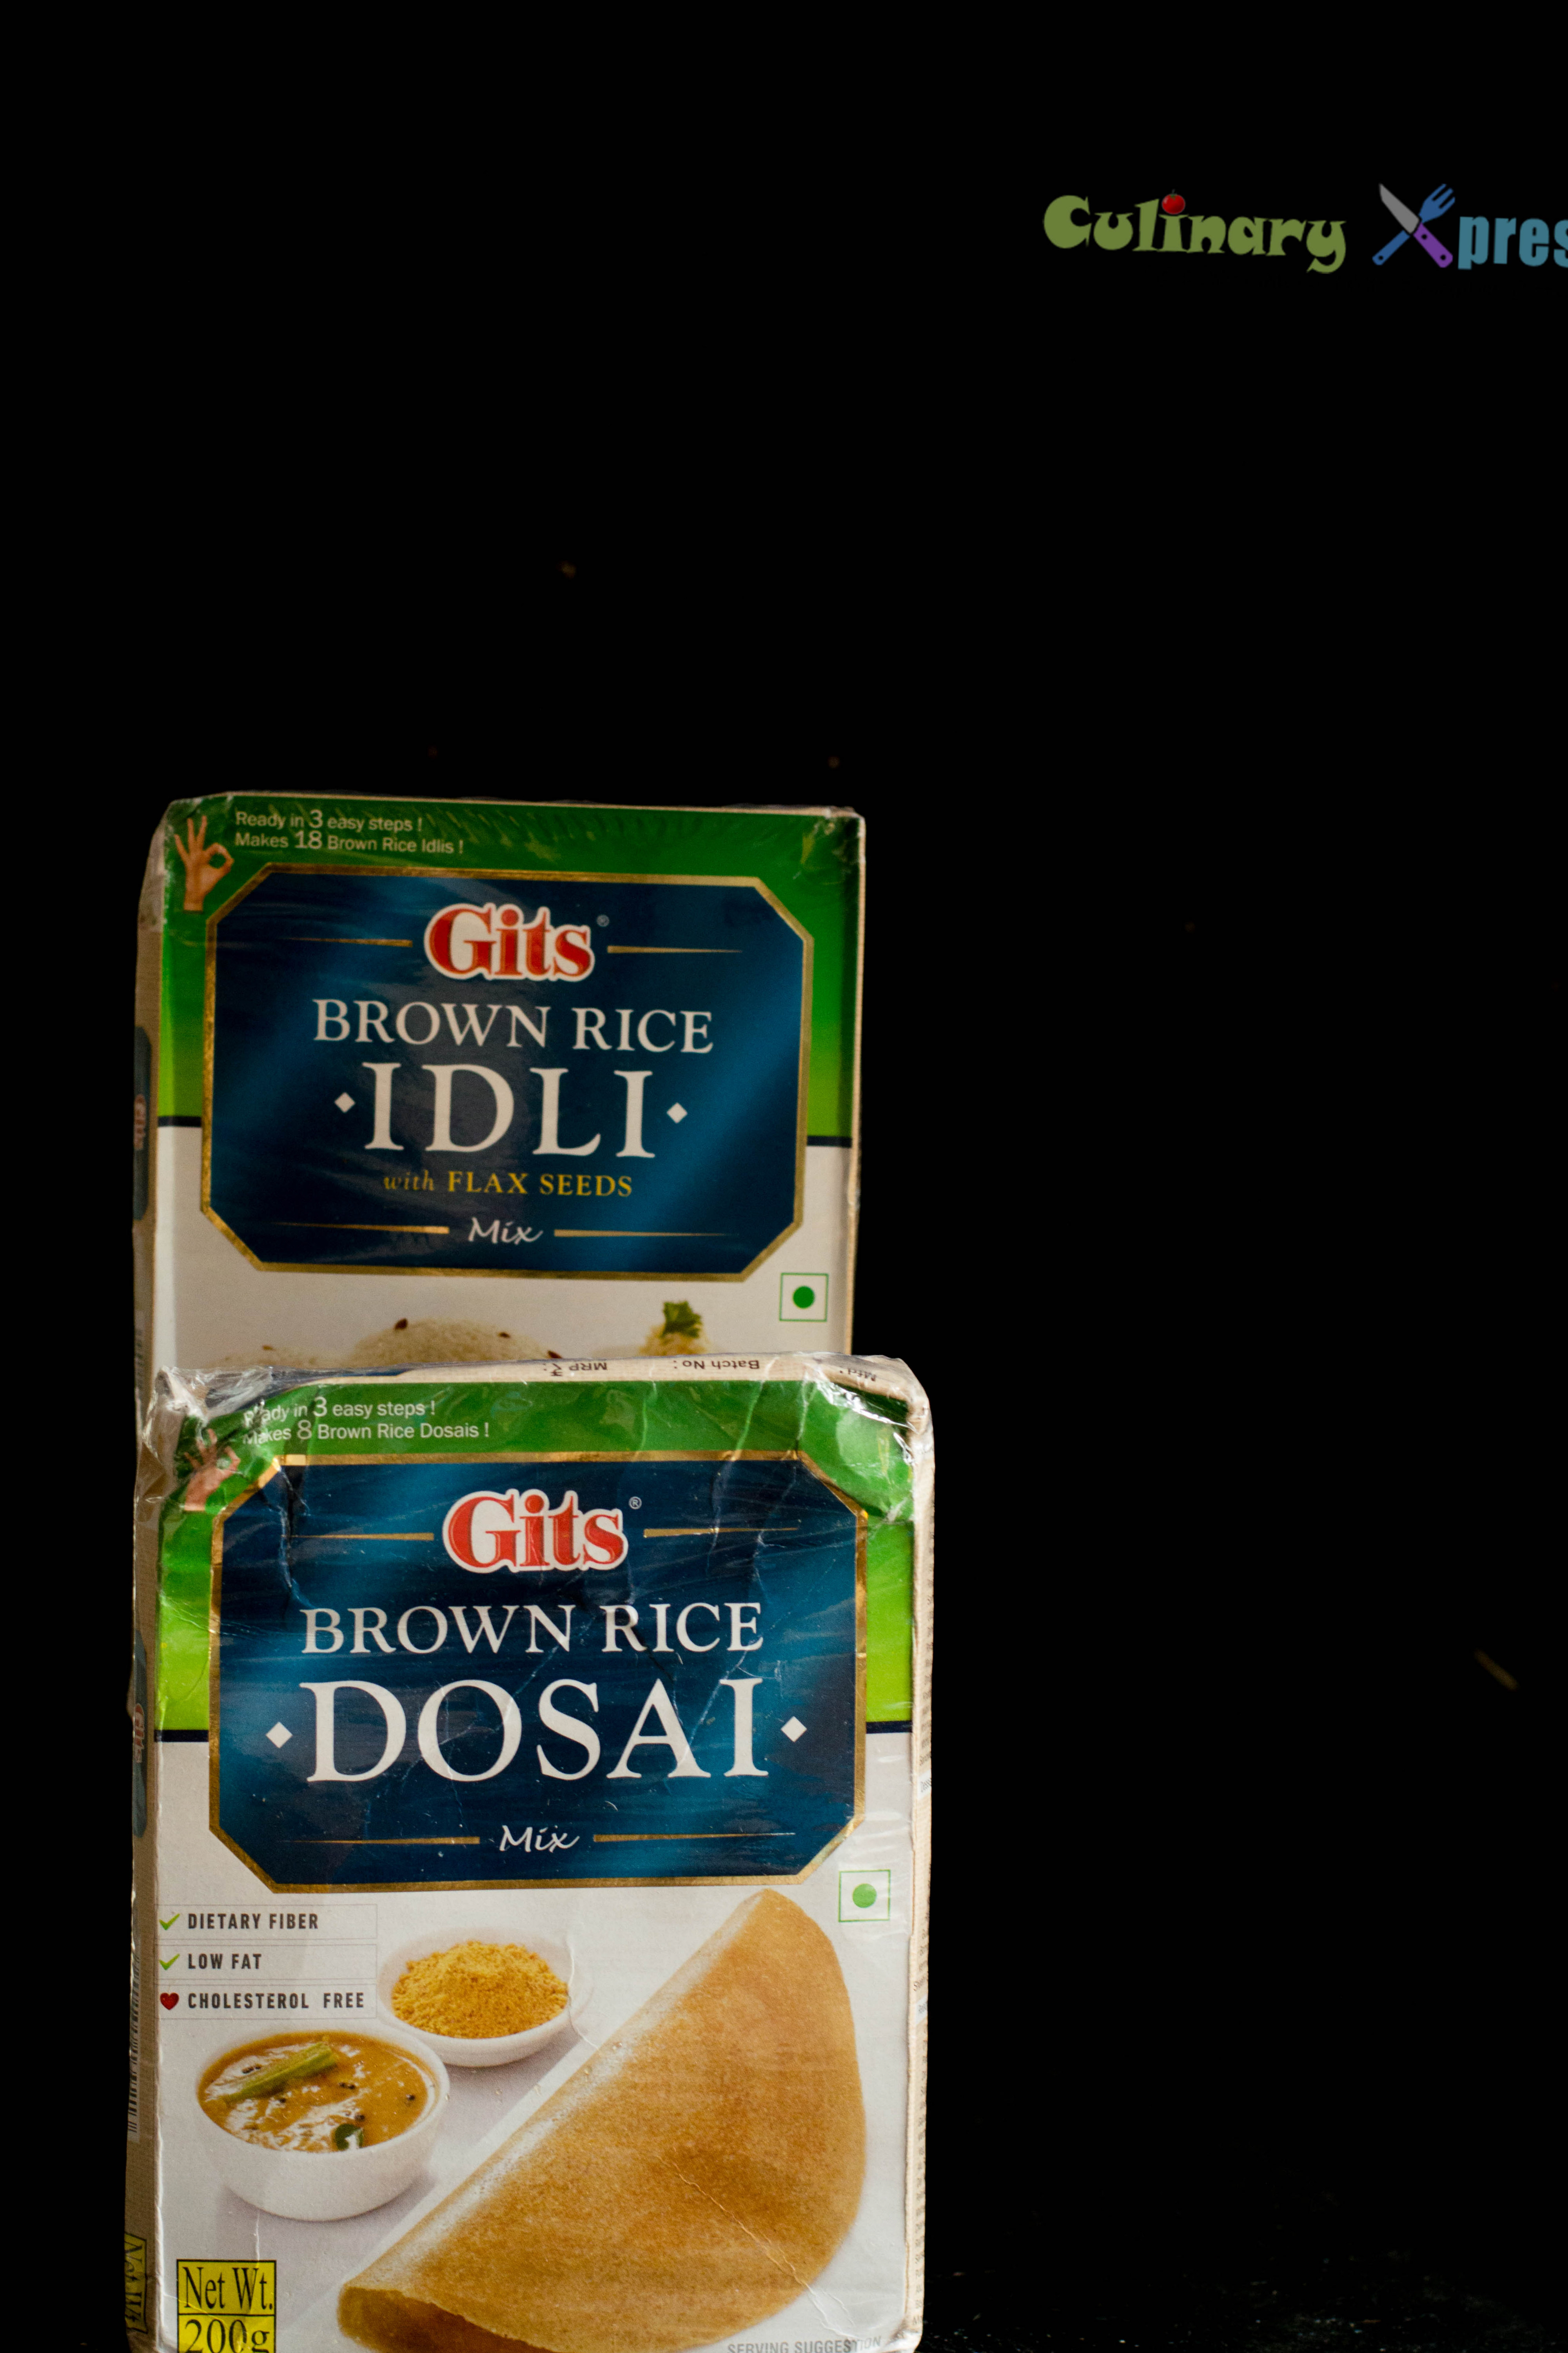 Culinary Xpres
Ready in 3 easy steps !
Makes 18 Brown Rice Idlis !
Gits®
BROWN RICE
IDLI
with FLAX SEEDS
Mix
MRP ₹: Batch No:
Ready in 3 easy steps !
Makes 8 Brown Rice Dosais !
Gits®
BROWN RICE
DOSAI
Mix
DIETARY FIBER
LOW FAT
CHOLESTEROL FREE
Net Wt.
200g
SERVING SUGGESTION